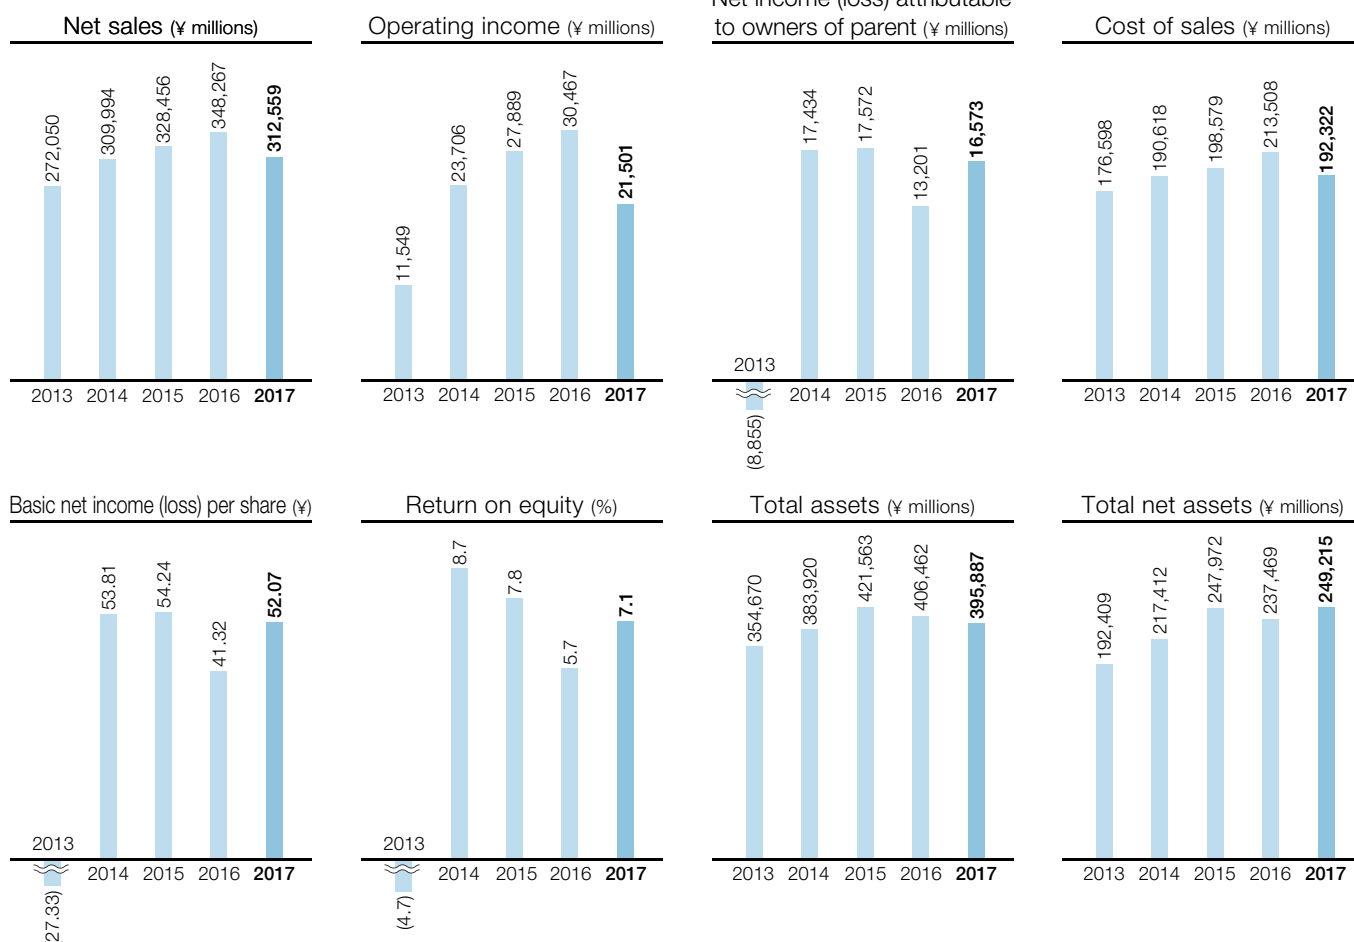 Net sales (¥ millions)
272,050
309,994
328,456
348,267
312,559
2013 2014 2015 2016 2017
Operating income (¥ millions)
11,549
23,706
27,889
30,467
21,501
2013 2014 2015 2016 2017
Net income (loss) attributable
to owners of parent (¥ millions)
17,434
17,572
13,201
16,573
2013
2014 2015 2016 2017
(8,855)
Cost of sales (¥ millions)
176,598
190,618
198,579
213,508
192,322
2013 2014 2015 2016 2017
Basic net income (loss) per share (¥)
53.81
54.24
41.32
52.07
2013
2014 2015 2016 2017
27.33)
Return on equity (%)
8.7
7.8
5.7
7.1
2013
2014 2015 2016 2017
(4.7)
Total assets (¥ millions)
354,670
383,920
421,563
406,462
395,887
2013 2014 2015 2016 2017
Total net assets (¥ millions)
192,409
217,412
247,972
237,469
249,215
2013 2014 2015 2016 2017